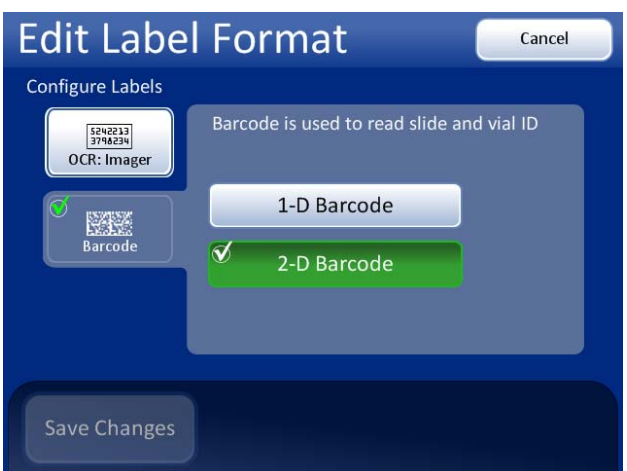 Edit Label Format
Cancel
Configure Labels
5242213
3798234
OCR: Imager
Barcode is used to read slide and vial ID
1-D Barcode
Barcode
2-D Barcode
Save Changes